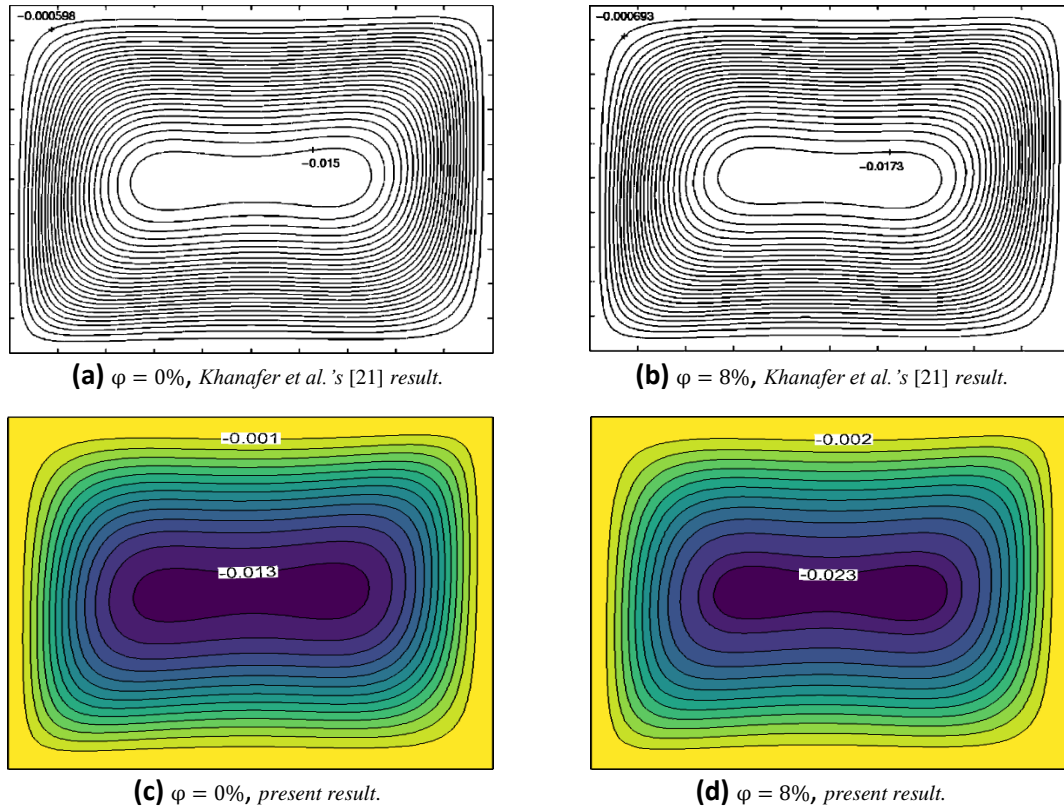 -0.000598
-0.015
(a) φ = 0%, Khanafer et al.'s [21] result.
-0.000693
-0.0173
(b) φ = 8%, Khanafer et al.'s [21] result.
-0.001
-0.013
(c) φ = 0%, present result.
-0.002
-0.023
(d) φ = 8%, present result.